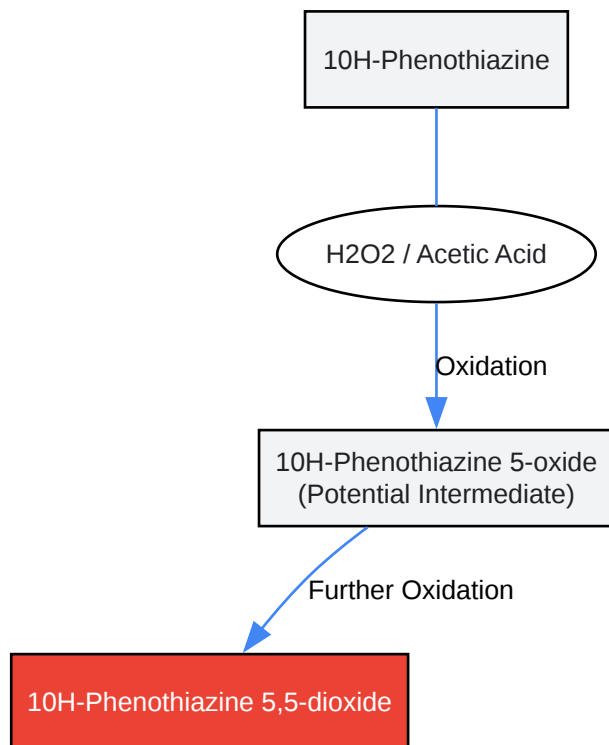 10H-Phenothiazine
H2O2 / Acetic Acid
Oxidation
10H-Phenothiazine 5-oxide
(Potential Intermediate)
Further Oxidation
10H-Phenothiazine 5,5-dioxide